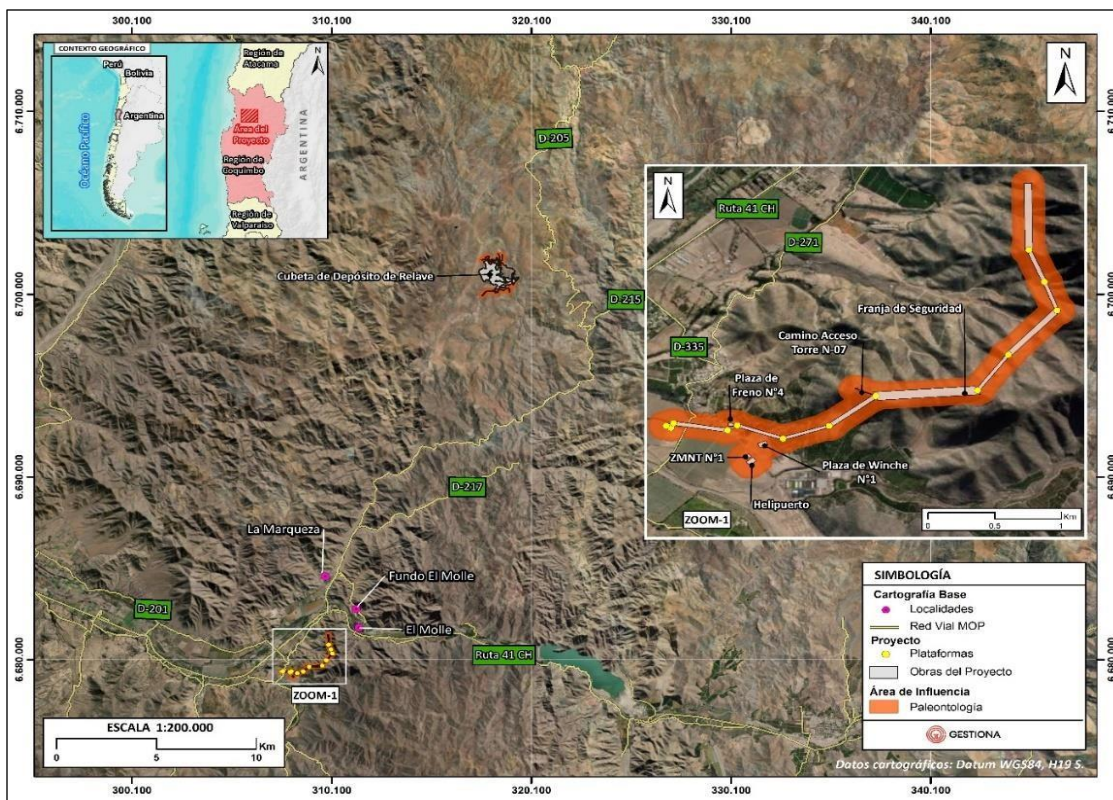 300.100 310.100 320.100 330.100 340.100
CONTEXTO GEOGRÁFICO
Perú
Bolivia
Argentina
Océano Pacífico
Región de
Atacama
N
Área del
Proyecto
Región de
Coquimbo
Región de
Valparaíso
ARGENTINA
N
6.710.000
6.700.000
6.690.000
6.680.000
D-205
Cubeta de Depósito de Relave
D-215
D-217
La Marqueza
Fundo El Molle
El Molle
D-201
Ruta 41 CH
ZOOM-1
N
Ruta 41 CH
D-271
Franja de Seguridad
Camino Acceso
Torre N-07
D-335
Plaza de
Freno N°4
ZMNT N°1
Plaza de Winche
N°1
Helipuerto
ZOOM-1
0 0,5 1
Km
6.710.000
6.700.000
6.690.000
6.680.000
SIMBOLOGÍA
Cartografía Base
Localidades
Red Vial MOP
Proyecto
Plataformas
Obras del Proyecto
Área de Influencia
Paleontología
GESTIONA
Datos cartográficos: Datum WGS84, H19 S.
ESCALA 1:200.000
0 5 10
Km
300.100 310.100 320.100 330.100 340.100